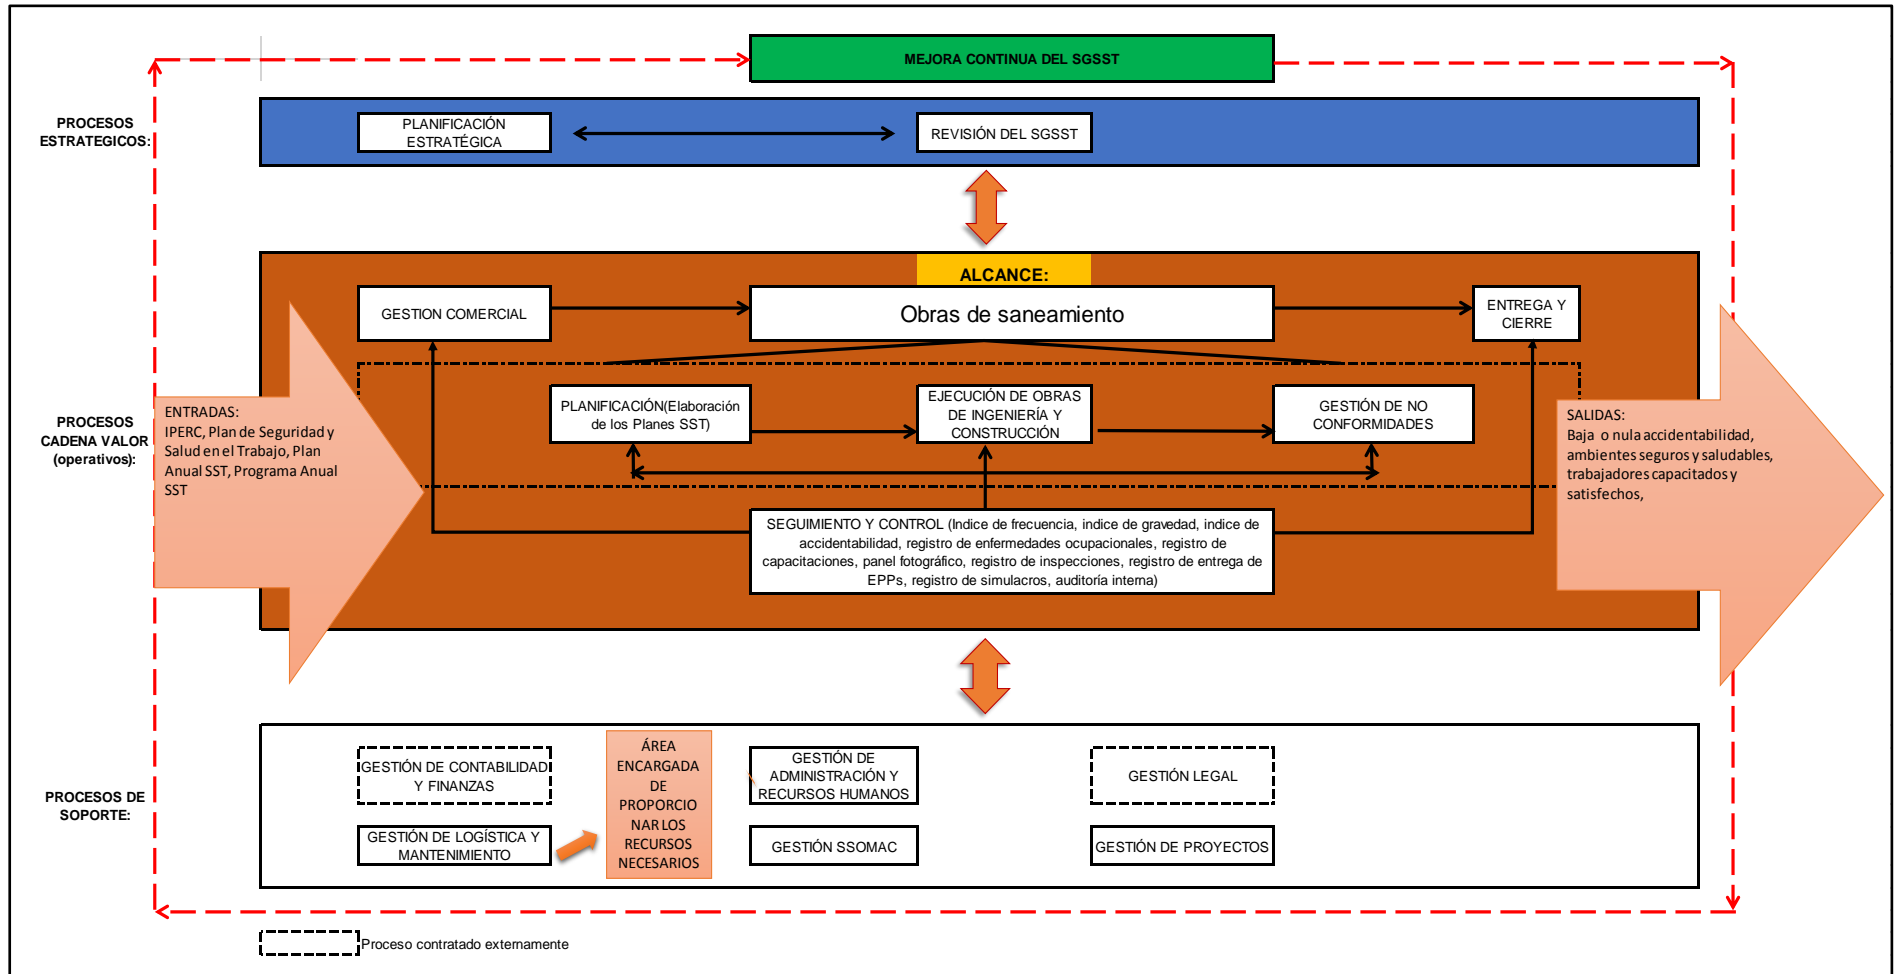 MEJORA CONTINUA DEL SGSST
PROCESOS
ESTRATEGICOS:
PLANIFICACIÓN
ESTRATÉGICA
REVISIÓN DEL SGSST
ALCANCE:
GESTION COMERCIAL
Obras de saneamiento
ENTREGA Y
CIERRE
PROCESOS
CADENA VALOR
(operativos):
ENTRADAS:
IPERC, Plan de Seguridad y
Salud en el Trabajo, Plan
Anual SST, Programa Anual
SST
PLANIFICACIÓN(Elaboración
de los Planes SST)
EJECUCIÓN DE OBRAS
DE INGENIERÍA Y
CONSTRUCCIÓN
GESTIÓN DE NO
CONFORMIDADES
SALIDAS:
Baja o nula accidentabilidad,
ambientes seguros y saludables,
trabajadores capacitados y
satisfechos,
SEGUIMIENTO Y CONTROL (Indice de frecuencia, indice de gravedad, indice de
accidentabilidad, registro de enfermedades ocupacionales, registro de
capacitaciones, panel fotográfico, registro de inspecciones, registro de entrega de
EPPs, registro de simulacros, auditoría interna)
PROCESOS DE
SOPORTE:
GESTIÓN DE CONTABILIDAD
Y FINANZAS
ÁREA
ENCARGADA
DE
PROPORCIO
NAR LOS
RECURSOS
NECESARIOS
GESTIÓN DE
ADMINISTRACIÓN Y
RECURSOS HUMANOS
GESTIÓN LEGAL
GESTIÓN DE LOGÍSTICA Y
MANTENIMIENTO
GESTIÓN SSOMAC
GESTIÓN DE PROYECTOS
Proceso contratado externamente